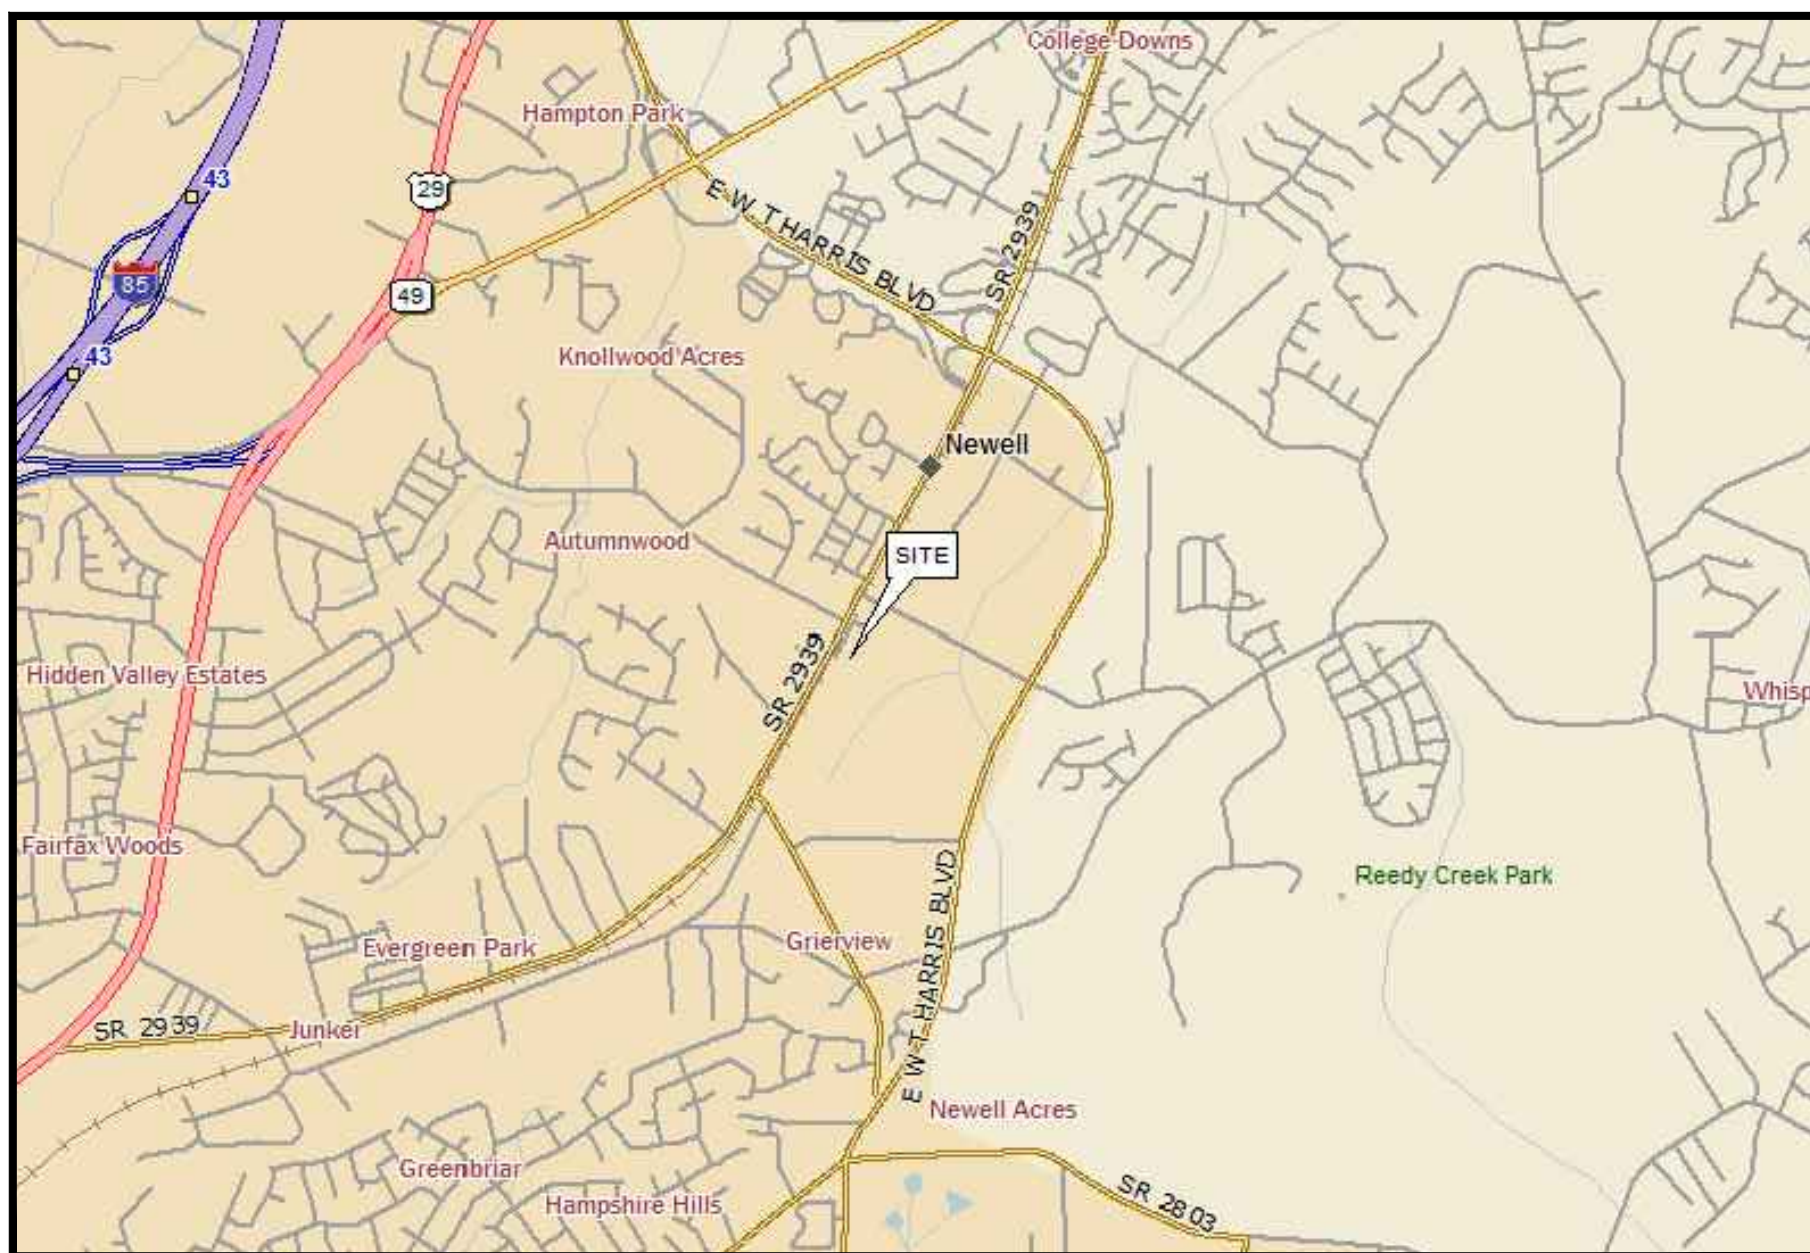 College Downs
Hampton Park
43
29
E W T HARRIS BLVD
SR 2939
85
49
43
Knollwood Acres
Newell
Autumnwood
SITE
SR 2939
Hidden Valley Estates
Whisp
Fairfax Woods
Reedy Creek Park
Evergreen Park
Grierview
E W T HARRIS BLVD
SR 2939
Junker
Newell Acres
Greenbriar
Hampshire Hills
SR 2803